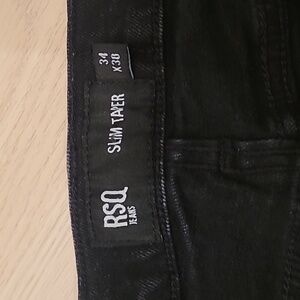 RSQ
JEANS
SLIM TAPER
34
X30